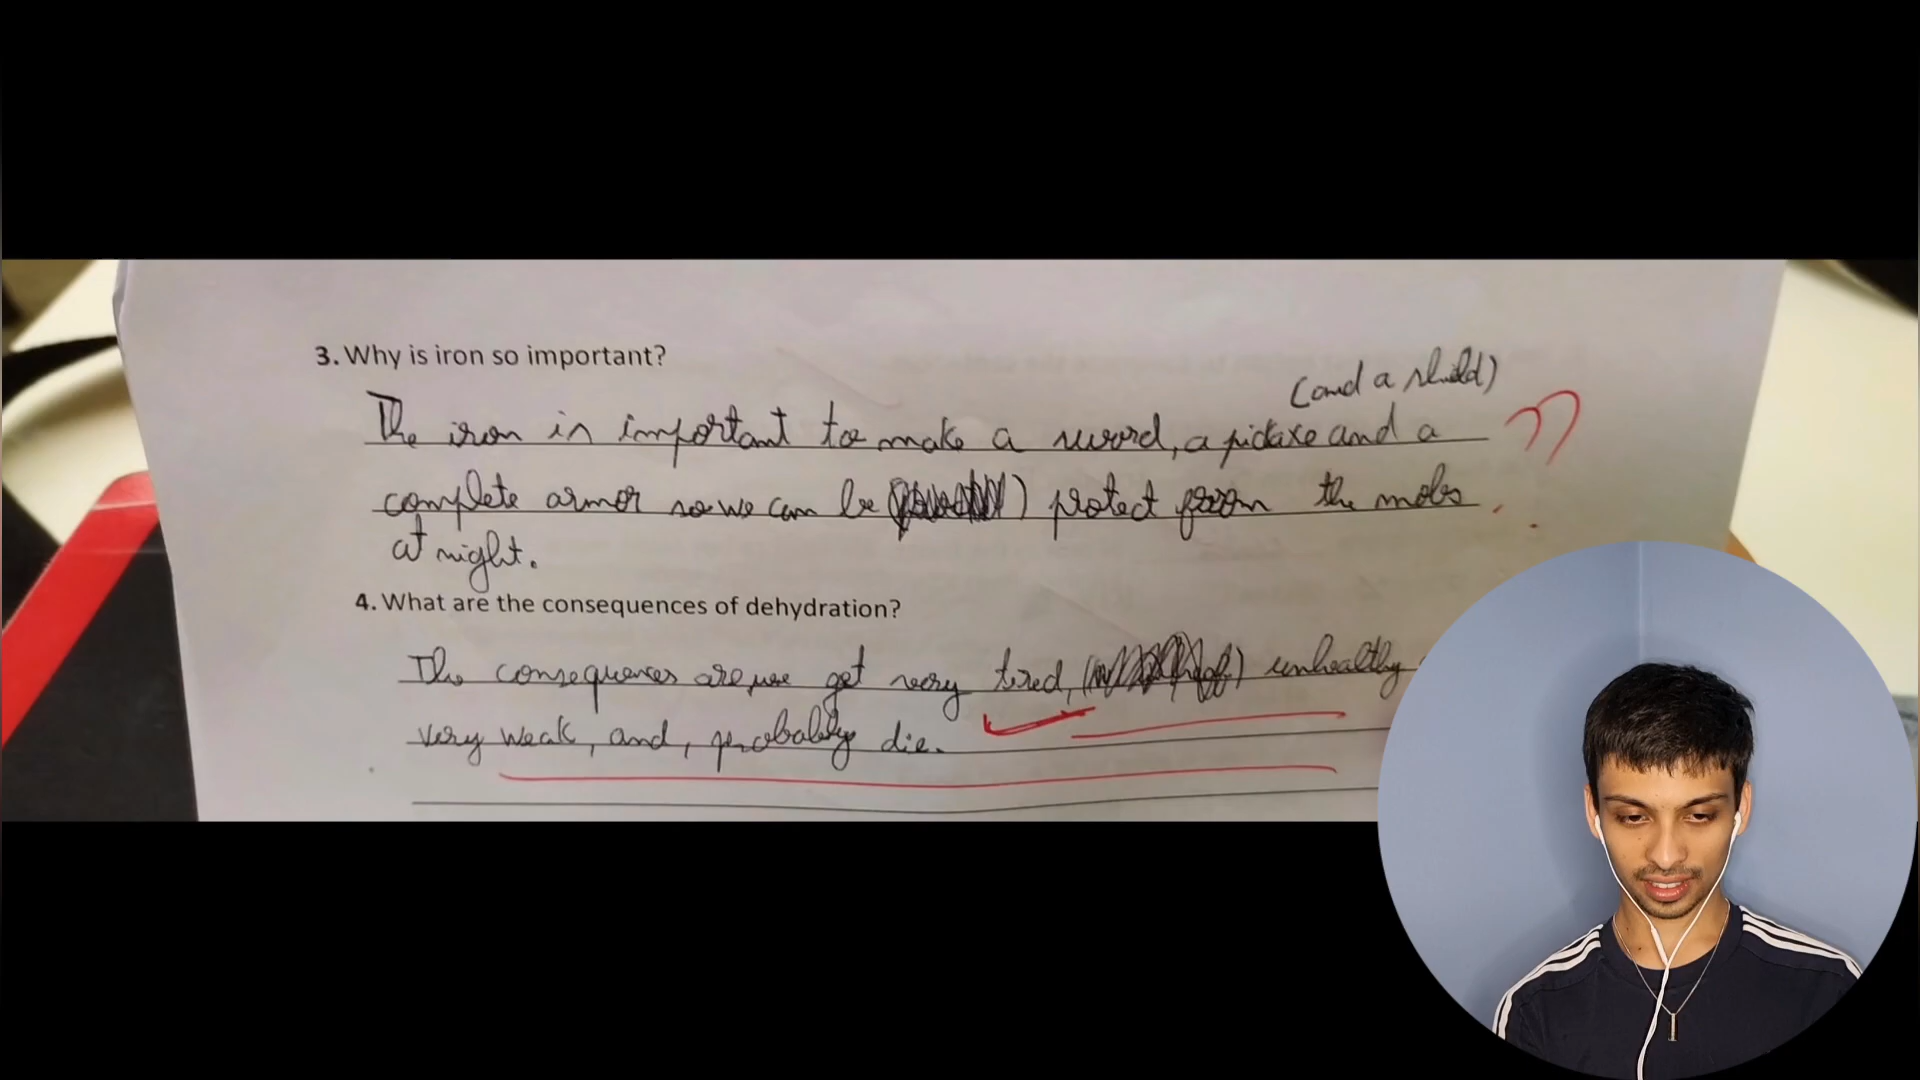 3. Why is iron so important?
(and a shield)
The iron is important to make a sword, a pickaxe and a
complete armor so we can be ( ) protect from the mobs
at night.
??
4. What are the consequences of dehydration?
The consequences are, we get very tired, ( ) unhealthy
very weak, and, probably die.
I